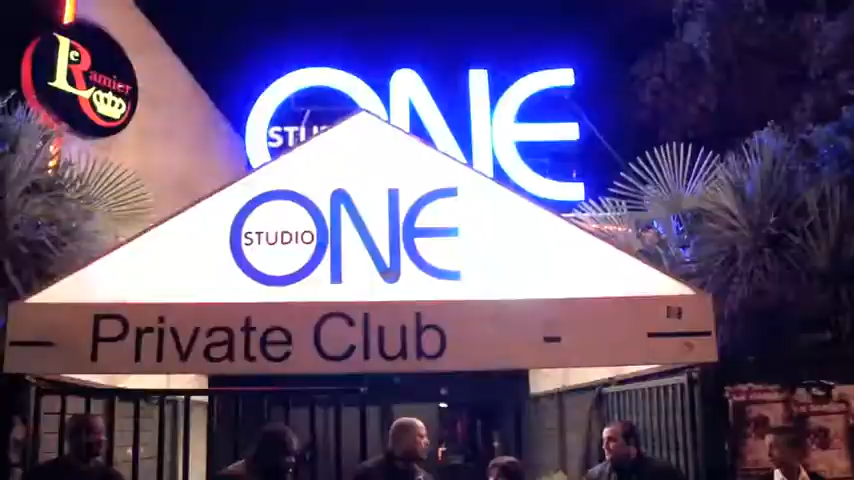 Le
Ramier
STUDIO
ONE
STUDIO
ONE
Private Club